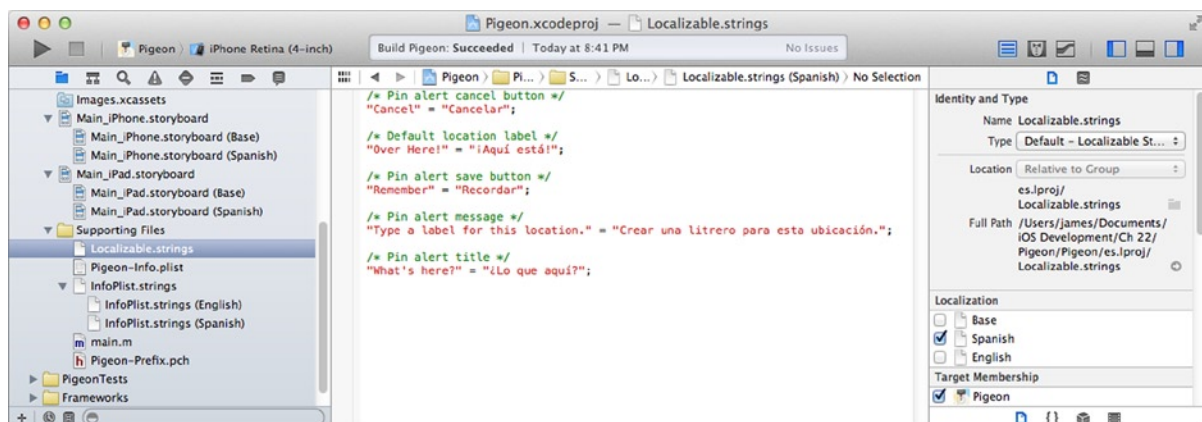 Pigeon.xcodeproj — Localizable.strings
Pigeon 〉 iPhone Retina (4-inch)
Build Pigeon: Succeeded | Today at 8:41 PM
No Issues
Pigeon 〉 Pi... 〉 S... 〉 Lo...〉 Localizable.strings (Spanish) 〉 No Selection
Images.xcassets
Main_iPhone.storyboard
Main_iPhone.storyboard (Base)
Main_iPhone.storyboard (Spanish)
Main_iPad.storyboard
Main_iPad.storyboard (Base)
Main_iPad.storyboard (Spanish)
Supporting Files
Localizable.strings
Pigeon-Info.plist
InfoPlist.strings
InfoPlist.strings (English)
InfoPlist.strings (Spanish)
m main.m
h Pigeon-Prefix.pch
PigeonTests
Frameworks
/* Pin alert cancel button */
"Cancel" = "Cancelar";
/* Default location label */
"Over Here!" = "¡Aquí está!";
/* Pin alert save button */
"Remember" = "Recordar";
/* Pin alert message */
"Type a label for this location." = "Crear una litrero para esta ubicación.";
/* Pin alert title */
"What's here?" = "¿Lo que aquí?";
Identity and Type
Name Localizable.strings
Type Default - Localizable St...
Location Relative to Group
es.lproj/
Localizable.strings
Full Path /Users/james/Documents/
iOS Development/Ch 22/
Pigeon/Pigeon/es.lproj/
Localizable.strings
Localization
Base
Spanish
English
Target Membership
Pigeon
{}